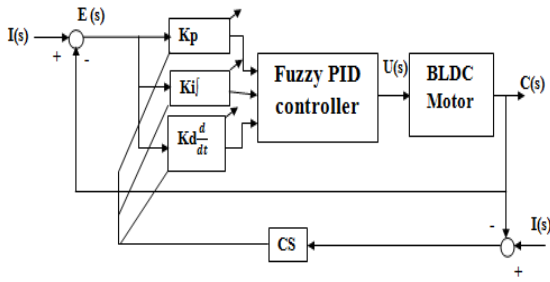 E (s)
I(s)
+
-
Kp
Ki∫
Kd d/dt
Fuzzy PID
controller
U(s)
BLDC
Motor
C(s)
-
I(s)
+
CS